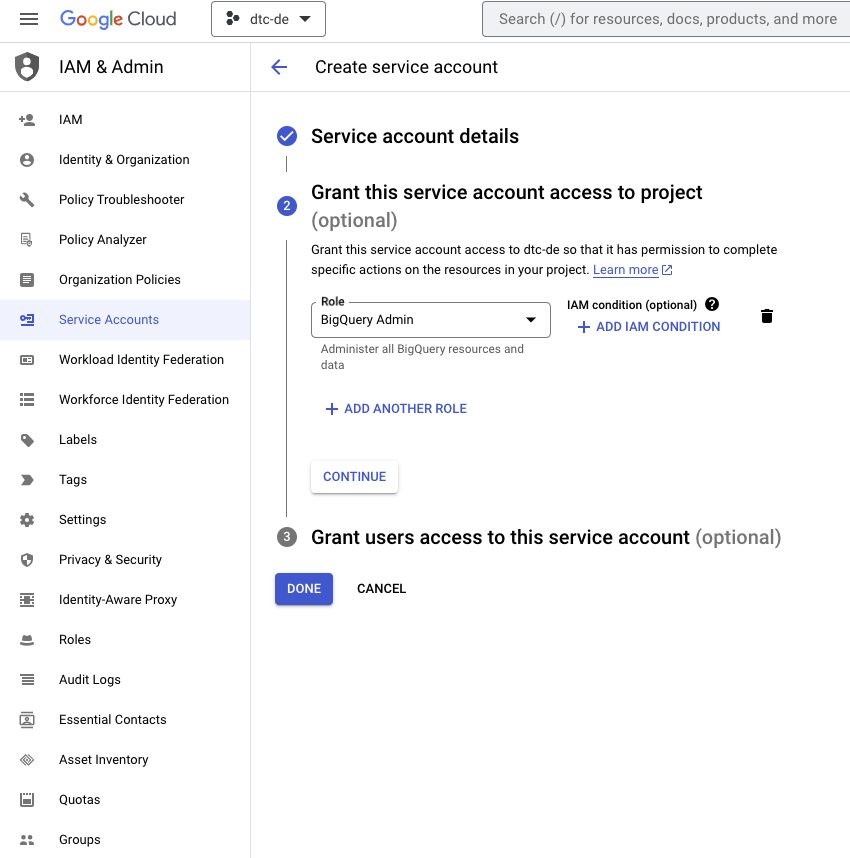 Google Cloud
dtc-de
Search (/) for resources, docs, products, and more
IAM & Admin
Create service account
IAM
Identity & Organization
Policy Troubleshooter
Policy Analyzer
Organization Policies
Service Accounts
Workload Identity Federation
Workforce Identity Federation
Labels
Tags
Settings
Privacy & Security
Identity-Aware Proxy
Roles
Audit Logs
Essential Contacts
Asset Inventory
Quotas
Groups
Service account details
2
Grant this service account access to project
(optional)
Grant this service account access to dtc-de so that it has permission to complete
specific actions on the resources in your project. Learn more
Role
BigQuery Admin
Administer all BigQuery resources and
data
IAM condition (optional) ?
+ ADD IAM CONDITION
+ ADD ANOTHER ROLE
CONTINUE
3
Grant users access to this service account (optional)
DONE
CANCEL